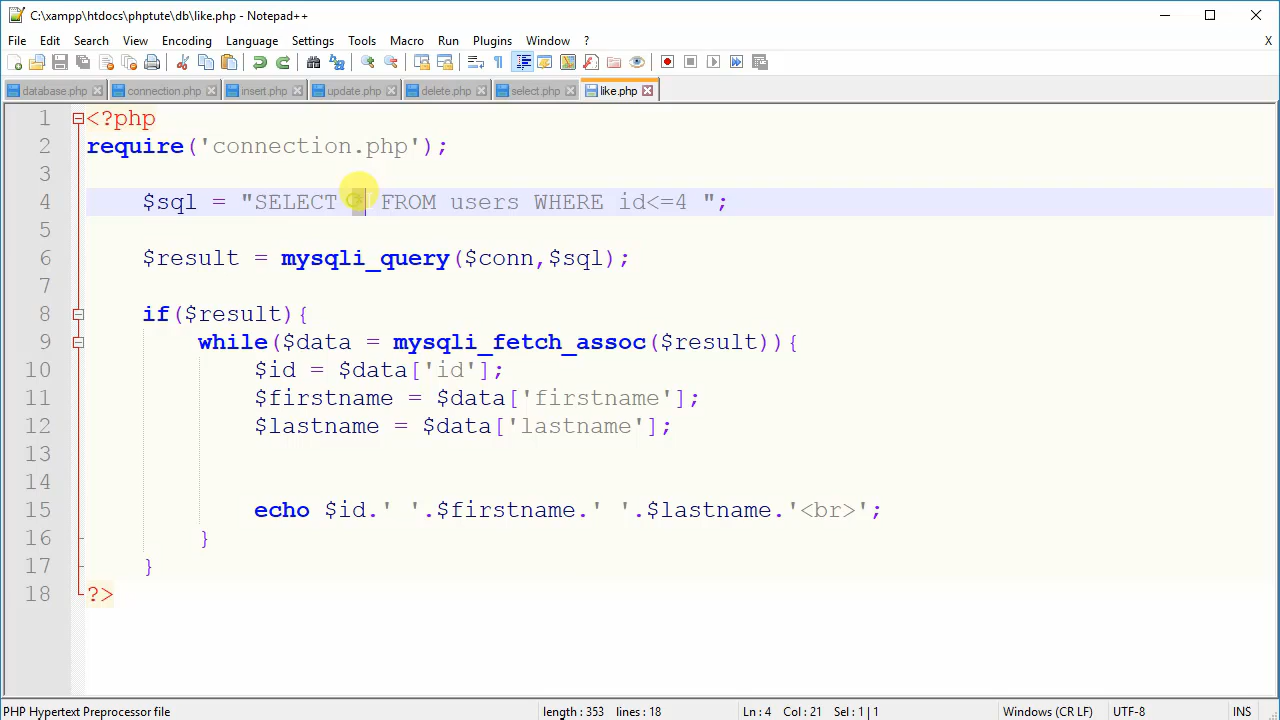 C:\xampp\htdocs\phptute\db\like.php - Notepad++
File Edit Search View Encoding Language Settings Tools Macro Run Plugins Window ? X
database.php connection.php insert.php update.php delete.php select.php like.php
1 <?php
2 require('connection.php');
3
4 $sql = "SELECT * FROM users WHERE id<=4 ";
5
6 $result = mysqli_query($conn,$sql);
7
8 if($result){
9 while($data = mysqli_fetch_assoc($result)){
10 $id = $data['id'];
11 $firstname = $data['firstname'];
12 $lastname = $data['lastname'];
13
14
15 echo $id.' '.$firstname.' '.$lastname.'<br>';
16 }
17 }
18 ?>
PHP Hypertext Preprocessor file length : 353 lines : 18 Ln : 4 Col : 21 Sel : 1 | 1 Windows (CR LF) UTF-8 INS